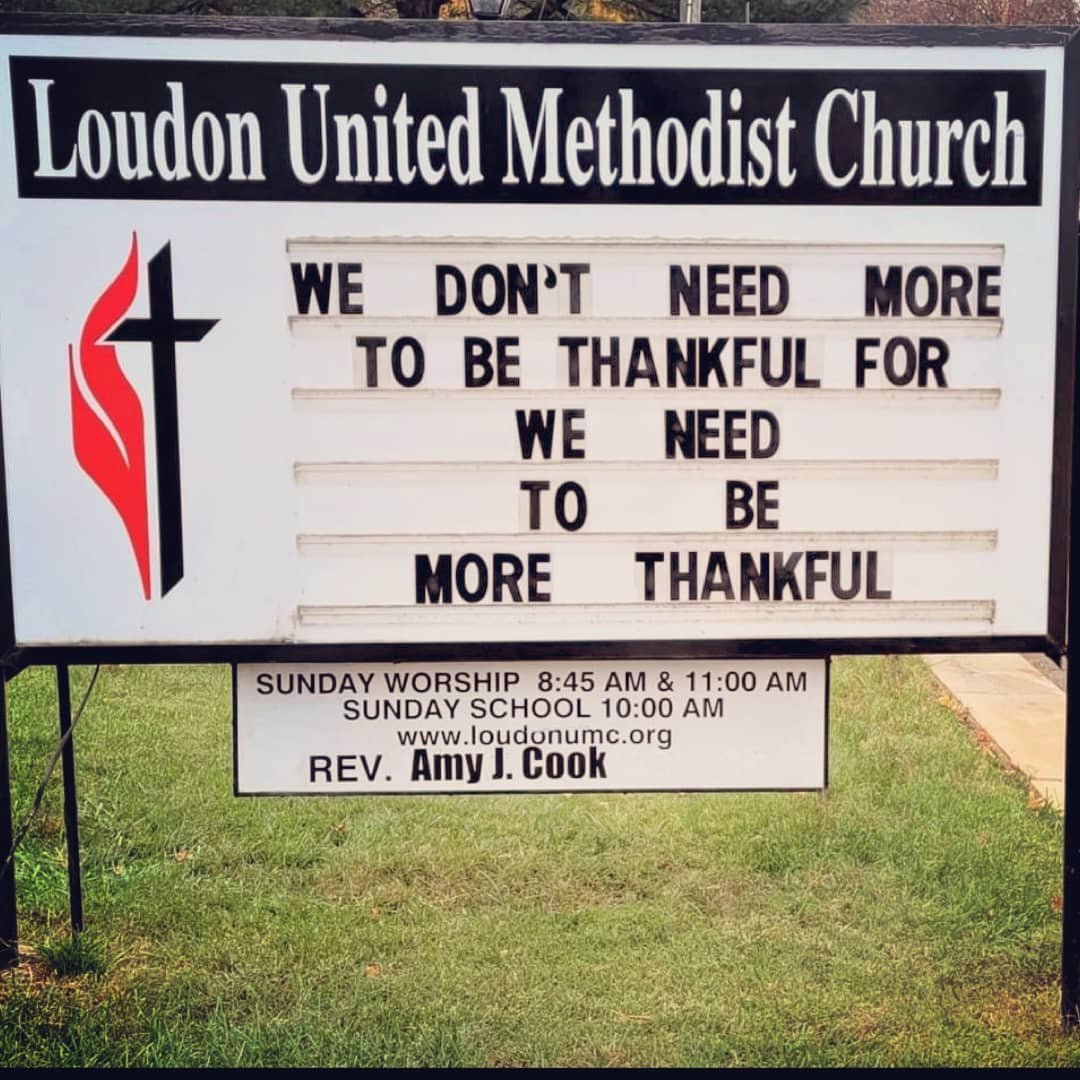 Loudon United Methodist Church
WE DON'T NEED MORE
TO BE THANKFUL FOR
WE NEED
TO BE
MORE THANKFUL
SUNDAY WORSHIP 8:45 AM & 11:00 AM
SUNDAY SCHOOL 10:00 AM
www.loudonumc.org
REV. Amy J. Cook